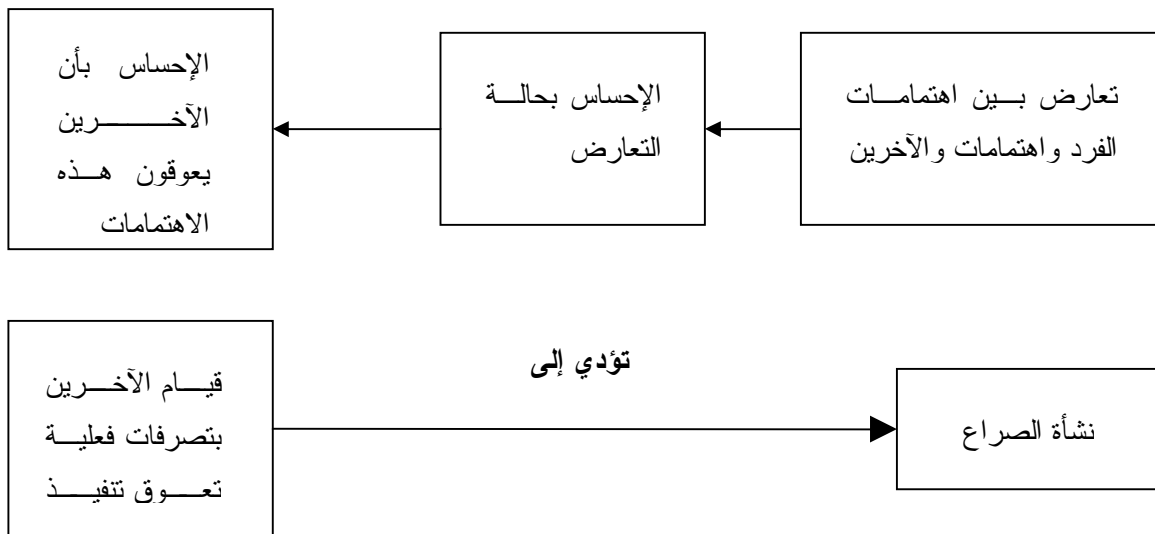 تعارض بين اهتمامات
الفرد واهتمامات والآخرين
الإحساس بحالة
التعارض
الإحساس بأن
الآخرين
يعوقون هذه
الاهتمامات
قيام الآخرين
بتصرفات فعلية
تعوق تنفيذ
تؤدي إلى
نشأة الصراع